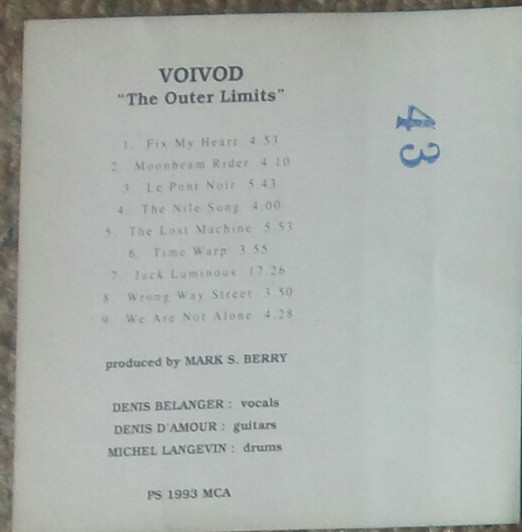 VOIVOD
"The Outer Limits"
1. Fix My Heart 4.53
2. Moonbeam Rider 4.10
3. Le Pont Noir 5.43
4. The Nile Song 4.00
5. The Lost Machine 5.53
6. Time Warp 3.55
7. Jack Luminous 17.26
8. Wrong Way Street 3.50
9. We Are Not Alone 4.28
produced by MARK S. BERRY
DENIS BELANGER : vocals
DENIS D'AMOUR : guitars
MICHEL LANGEVIN : drums
PS 1993 MCA
43